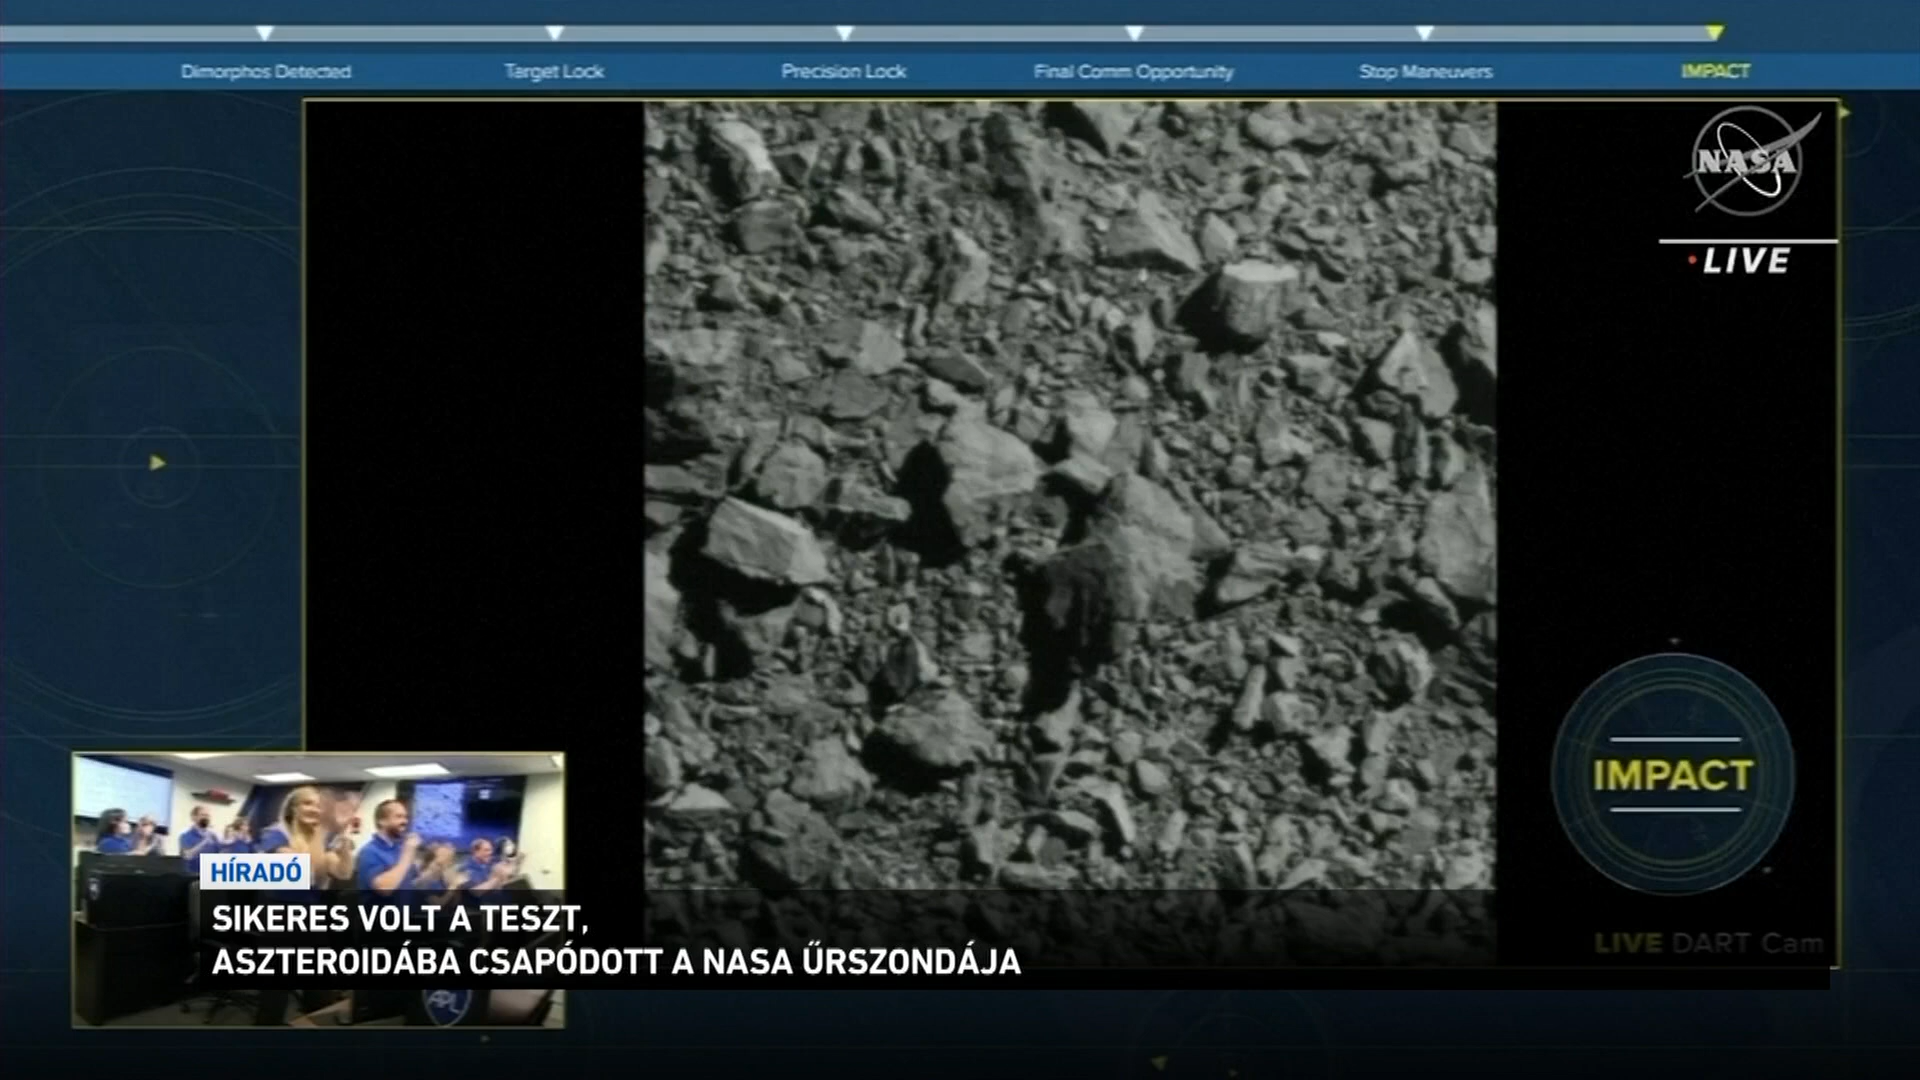 Dimorphos Detected
Target Lock
Precision Lock
Final Comm Opportunity
Stop Maneuvers
IMPACT
NASA
LIVE
IMPACT
LIVE DART Cam
HÍRADÓ
SIKERES VOLT A TESZT,
ASZTEROIDÁBA CSAPÓDOTT A NASA ŰRSZONDÁJA
APL